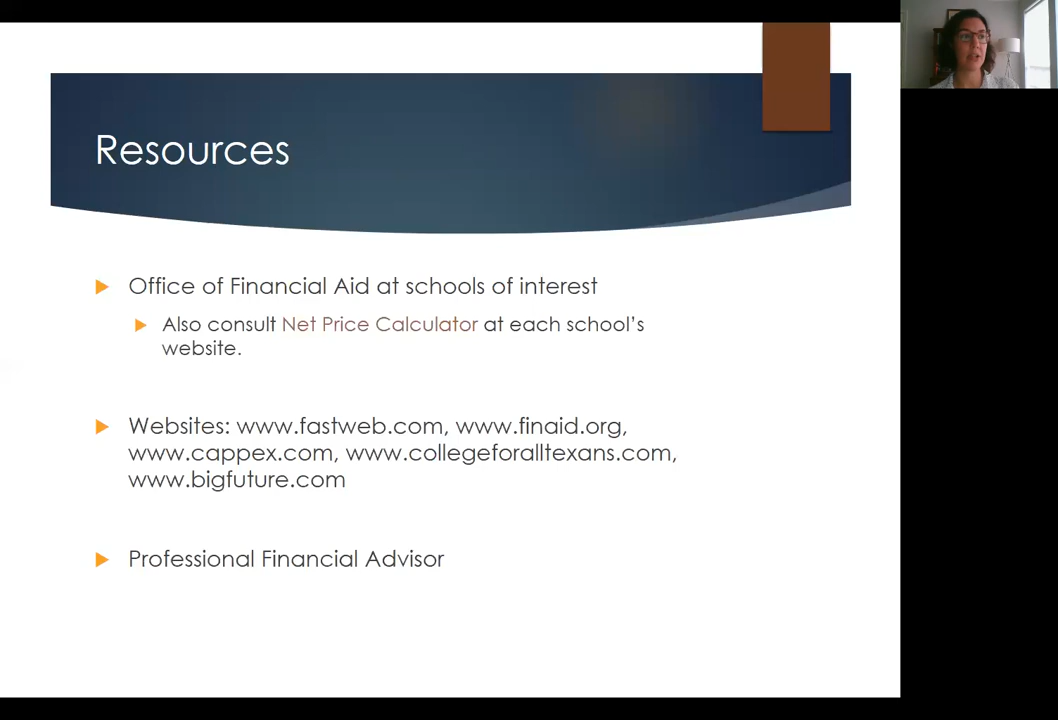 Resources
Office of Financial Aid at schools of interest
Also consult Net Price Calculator at each school's
website.
Websites: www.fastweb.com, www.finaid.org,
www.cappex.com, www.collegeforalltexans.com,
www.bigfuture.com
Professional Financial Advisor